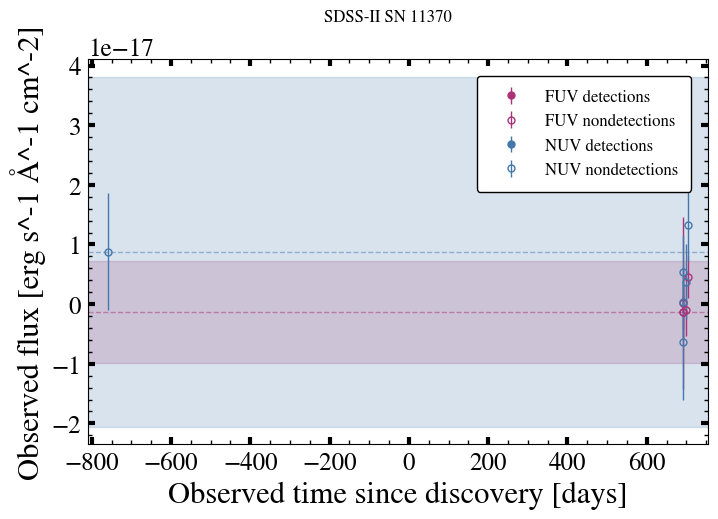 SDSS-II SN 11370
1e−17
4
3
2
1
0
−1
−2
Observed flux [erg s^-1 Å^-1 cm^-2]
FUV detections
FUV nondetections
NUV detections
NUV nondetections
−800 −600 −400 −200 0 200 400 600
Observed time since discovery [days]